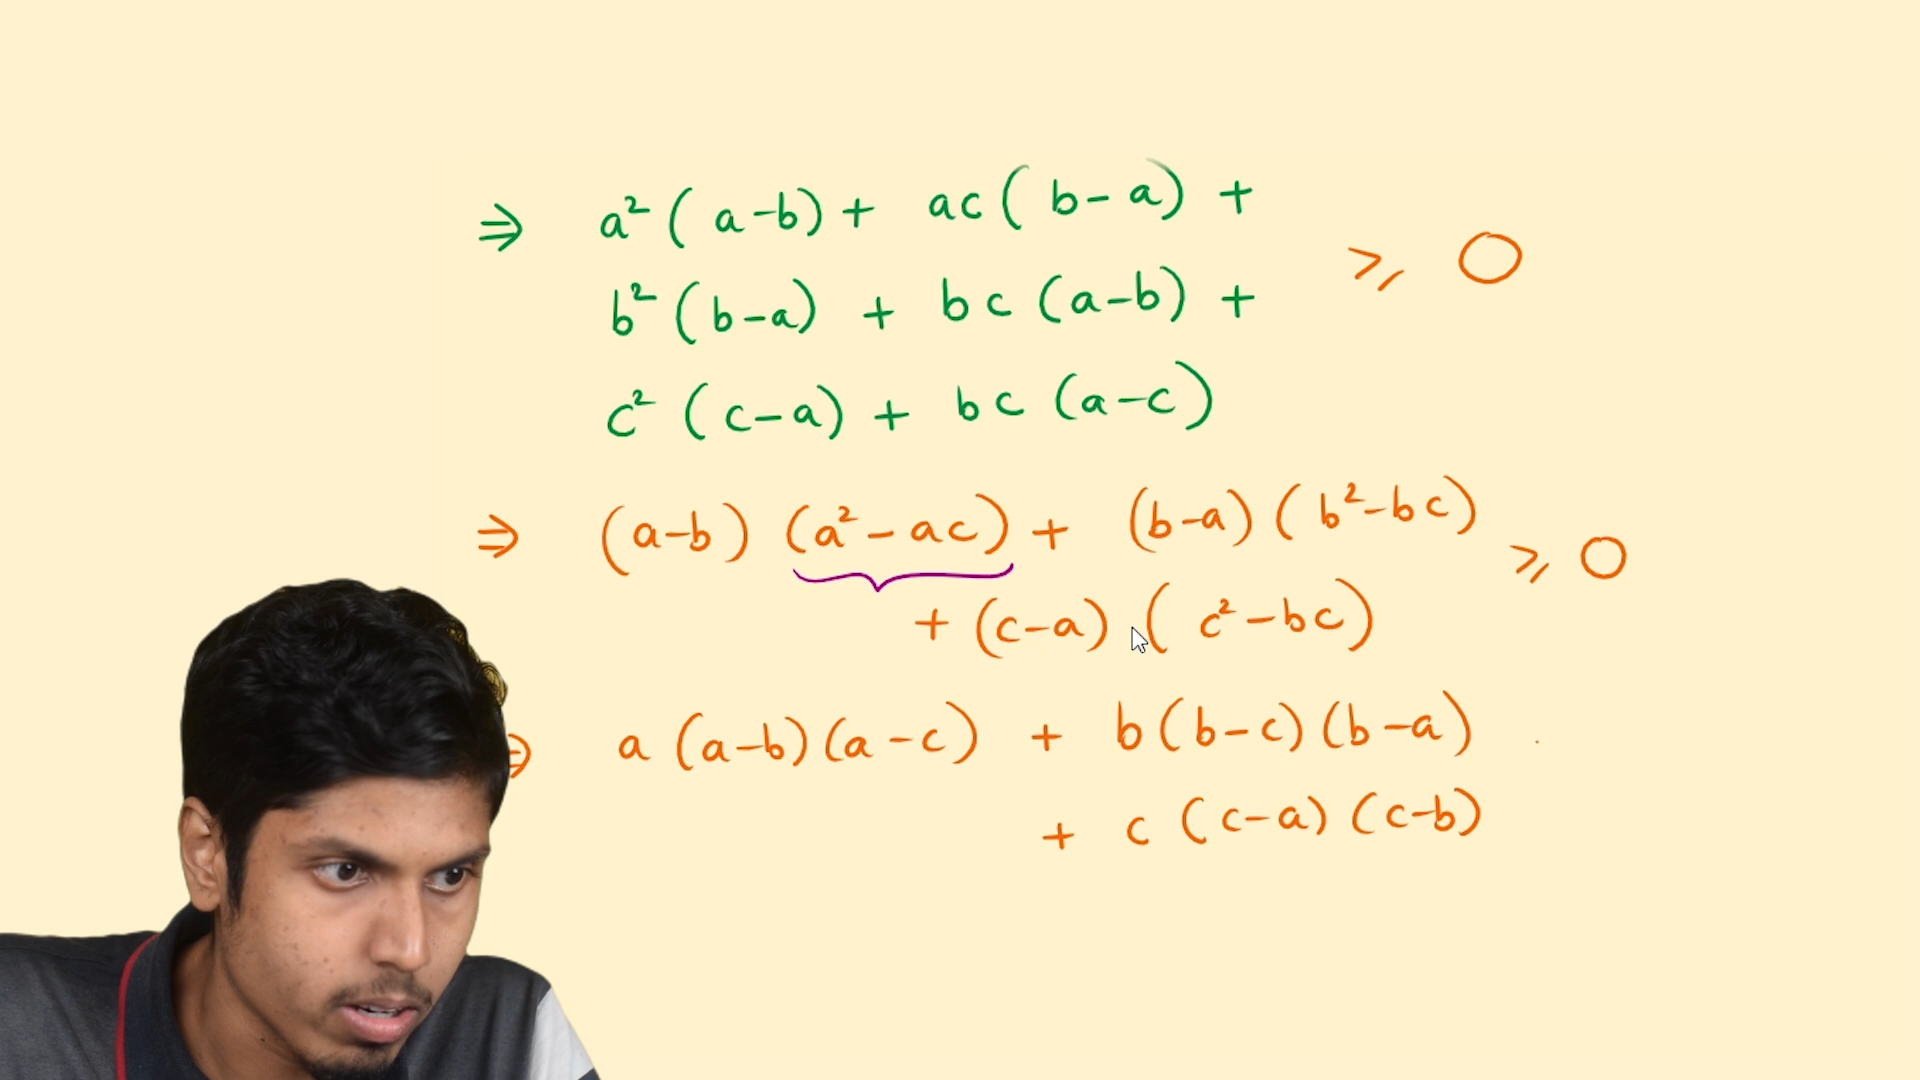 ⇒ a² (a-b) + ac (b-a) +
b² (b-a) + bc (a-b) + ≥ 0
c² (c-a) + bc (a-c)
⇒ (a-b) (a² - ac) + (b-a) (b² - bc)
+ (c-a) (c² - bc) ≥ 0
⇒ a (a-b) (a-c) + b (b-c) (b-a)
+ c (c-a) (c-b)